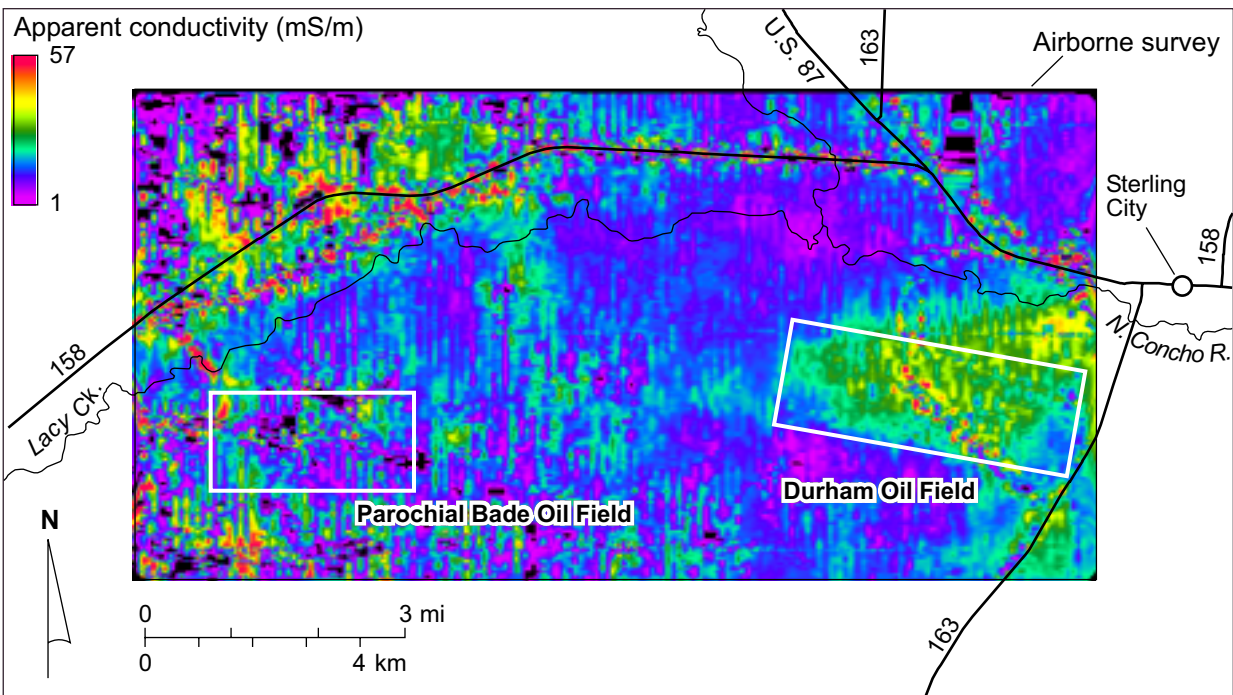 Apparent conductivity (mS/m)
57
1
U.S. 87
163
Airborne survey
Sterling
City
158
N. Concho R.
158
Lacy Ck.
Durham Oil Field
Parochial Bade Oil Field
N
0
3 mi
0
4 km
163